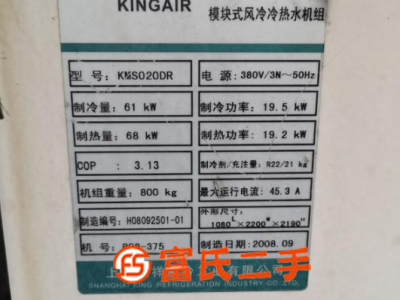 KINGAIR 模块式风冷冷热水机组
型 号: KMS020DR 电 源: 380V/3N~50Hz
制冷量: 61 kW 制冷功率: 19.5 kW
制热量: 68 kW 制热功率: 19.2 kW
COP : 3.13 制冷剂/充注量: R22/21 kg
机组重量: 800 kg 最大运行电流: 45.3 A
制造编号: H08092501-01 外形尺寸:
1080L×2200W×2190H
机 号: -375 制造日期: 2008.09
富氏二手
SHANGHAI KING REFRIGERATION INDUSTRY CO.,LTD.